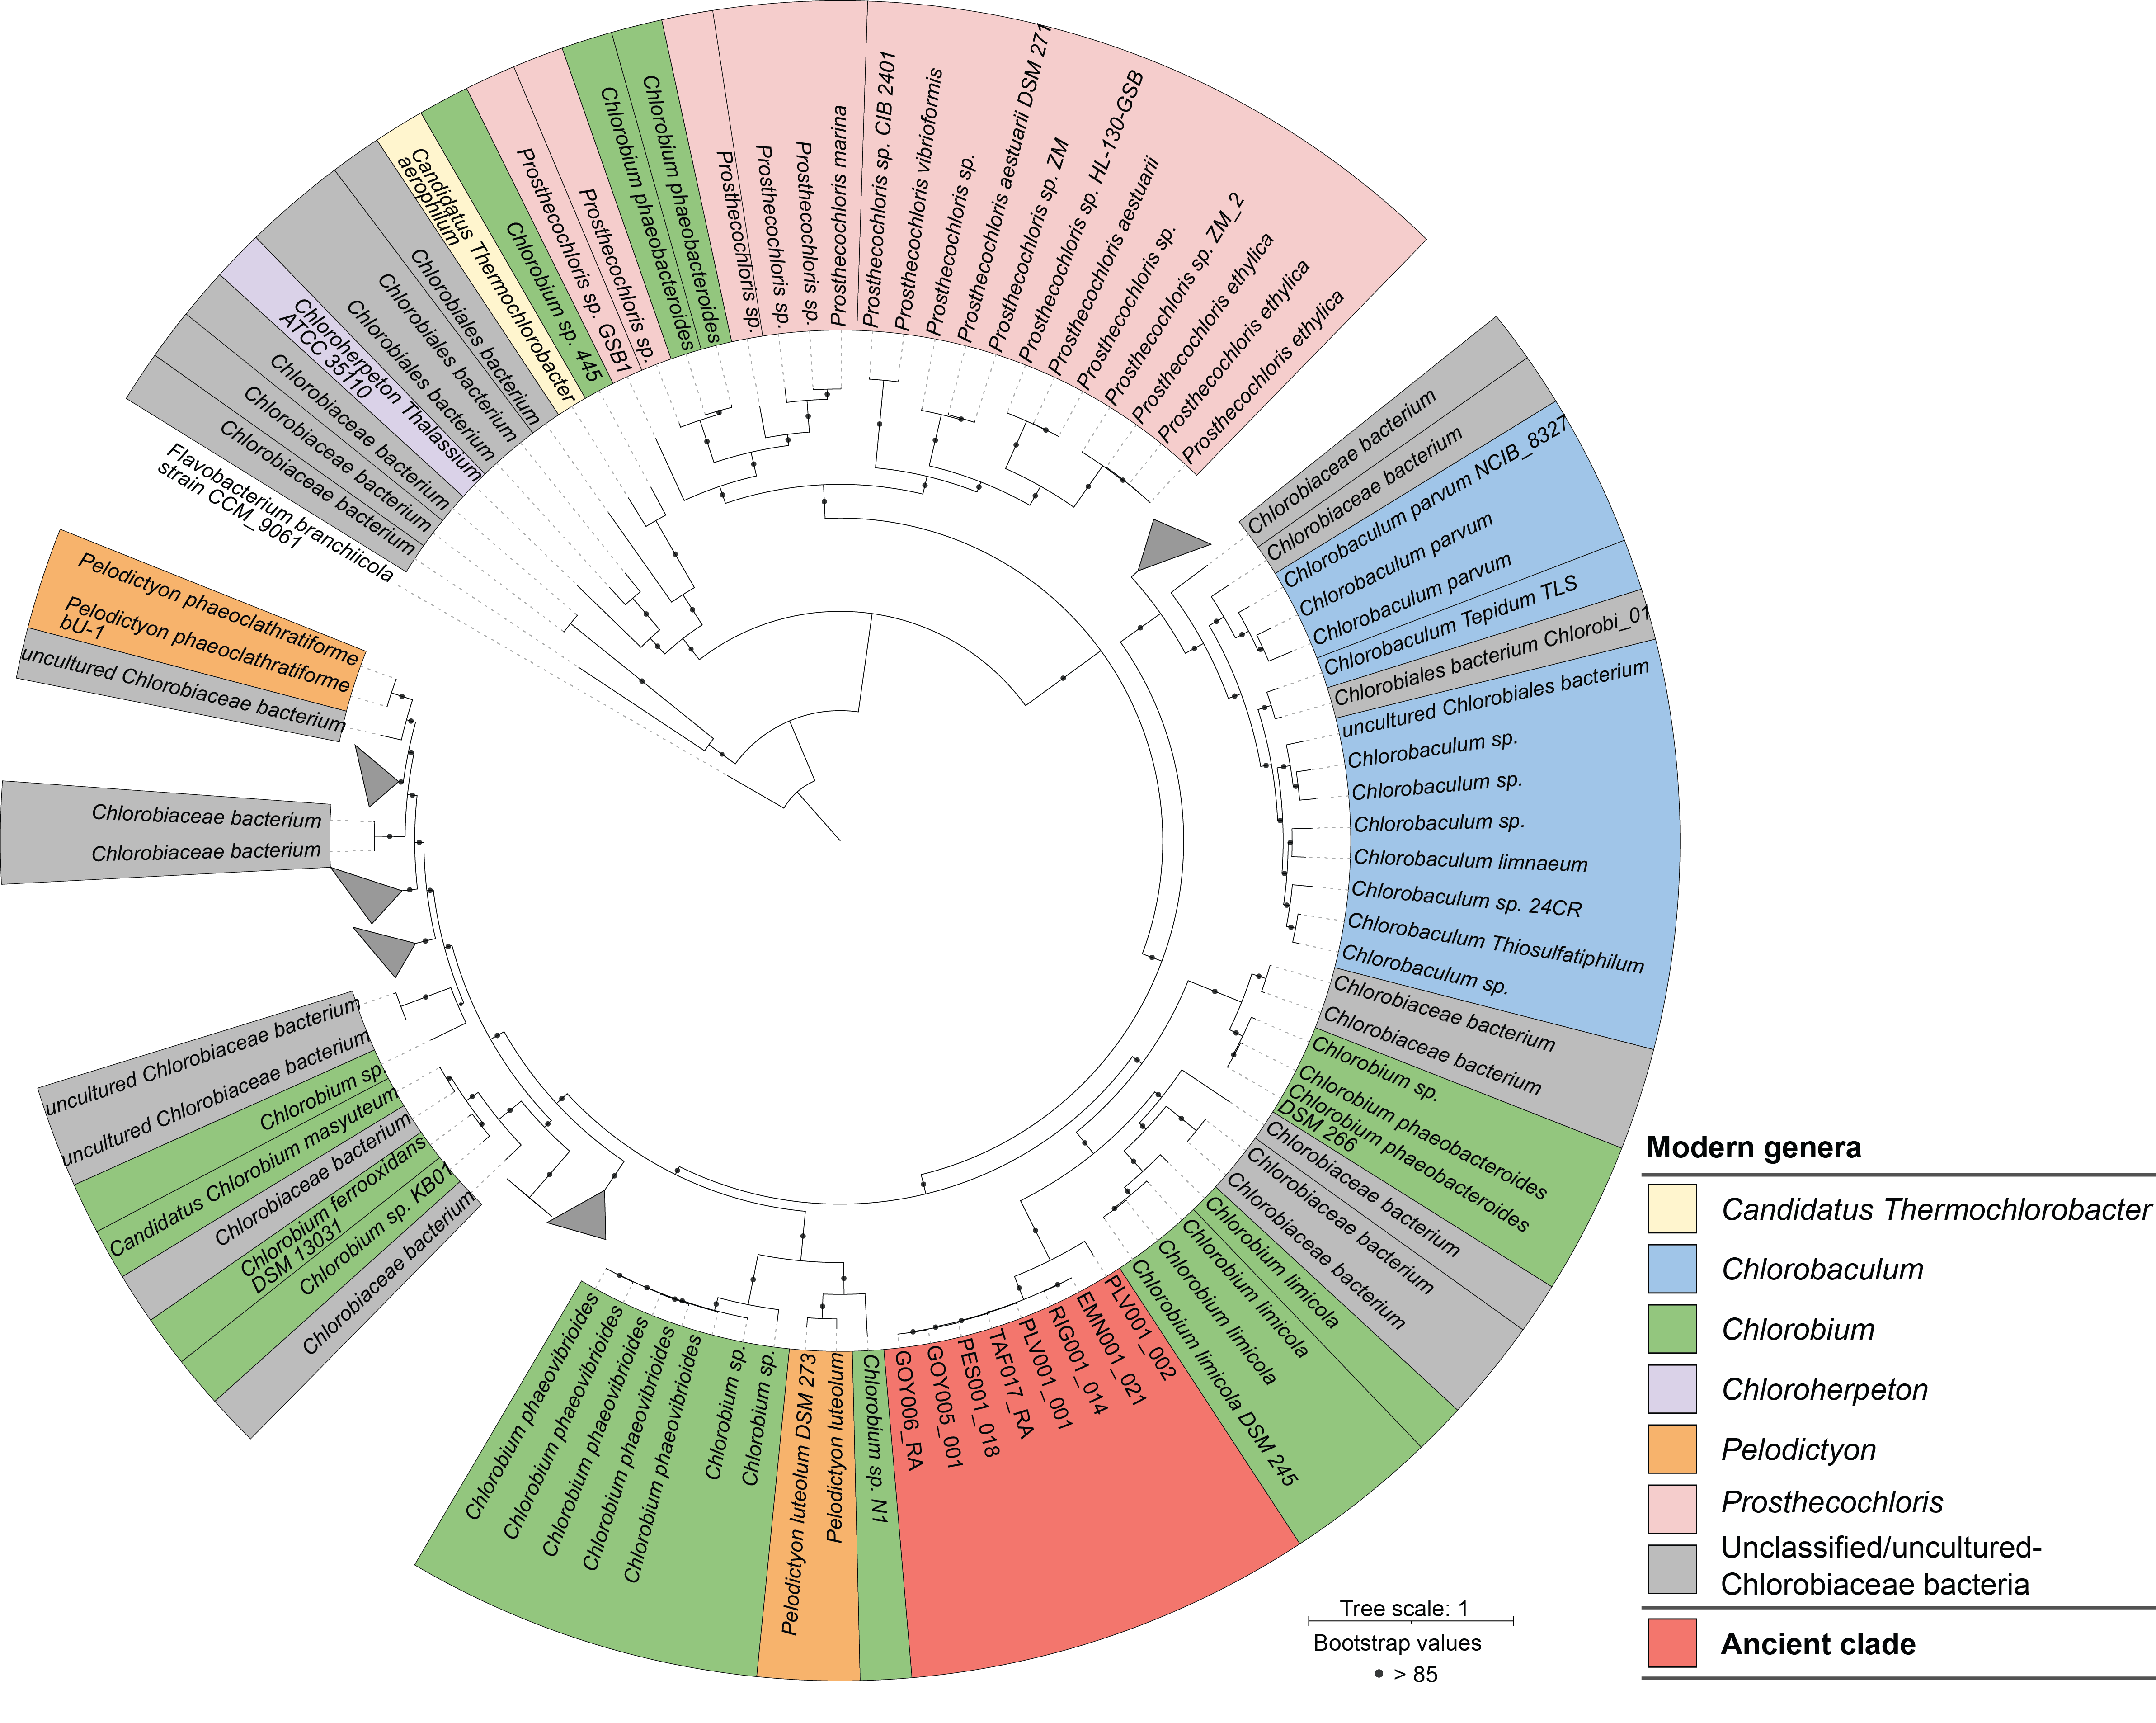 Flavobacterium branchiicola
strain CCM_9061
Chlorobiaceae bacterium
Chlorobiaceae bacterium
Chlorobiaceae bacterium
Chloroherpeton Thalassium
ATCC 35110
Chlorobiales bacterium
Chlorobiales bacterium
Chlorobiales bacterium
Candidatus Thermochlorobacter
aerophilum
Chlorobium sp. 445
Prosthecochloris sp. GSB1
Prosthecochloris sp.
Chlorobium phaeobacteroides
Chlorobium phaeobacteroides
Prosthecochloris sp.
Prosthecochloris sp.
Prosthecochloris sp.
Prosthecochloris marina
Prosthecochloris sp. CIB 2401
Prosthecochloris vibrioformis
Prosthecochloris sp.
Prosthecochloris aestuarii DSM 271
Prosthecochloris sp. ZM
Prosthecochloris sp. HL-130-GSB
Prosthecochloris aestuarii
Prosthecochloris sp.
Prosthecochloris sp. ZM_2
Prosthecochloris ethylica
Prosthecochloris ethylica
Prosthecochloris ethylica
Chlorobiaceae bacterium
Chlorobiaceae bacterium
Chlorobaculum parvum NCIB_8327
Chlorobaculum parvum
Chlorobaculum parvum
Chlorobaculum Tepidum TLS
Chlorobiales bacterium Chlorobi_01
uncultured Chlorobiales bacterium
Chlorobaculum sp.
Chlorobaculum sp.
Chlorobaculum sp.
Chlorobaculum limnaeum
Chlorobaculum sp. 24CR
Chlorobaculum Thiosulfatiphilum
Chlorobaculum sp.
Chlorobiaceae bacterium
Chlorobiaceae bacterium
Chlorobium sp.
Chlorobium phaeobacteroides
Chlorobium phaeobacteroides
DSM 266
Chlorobiaceae bacterium
Chlorobiaceae bacterium
Chlorobiaceae bacterium
Chlorobium limicola
Chlorobium limicola
Chlorobium limicola
Chlorobium limicola DSM 245
PLV001_002
EMN001_021
RIG001_014
PLV001_001
TAF017_RA
PES001_018
GOY005_001
GOY006_RA
Chlorobium sp. N1
Pelodictyon luteolum
Pelodictyon luteolum DSM 273
Chlorobium sp.
Chlorobium sp.
Chlorobium phaeovibrioides
Chlorobium phaeovibrioides
Chlorobium phaeovibrioides
Chlorobium phaeovibrioides
Chlorobium phaeovibrioides
Chlorobiaceae bacterium
Chlorobium sp. KB01
Chlorobium ferrooxidans
DSM 13031
Chlorobiaceae bacterium
Candidatus Chlorobium masyuteum
Chlorobium sp.
uncultured Chlorobiaceae bacterium
uncultured Chlorobiaceae bacterium
Chlorobiaceae bacterium
Chlorobiaceae bacterium
uncultured Chlorobiaceae bacterium
Pelodictyon phaeoclathratiforme
bU-1
Pelodictyon phaeoclathratiforme
Modern genera
Candidatus Thermochlorobacter
Chlorobaculum
Chlorobium
Chloroherpeton
Pelodictyon
Prosthecochloris
Unclassified/uncultured-
Chlorobiaceae bacteria
Ancient clade
Tree scale: 1
Bootstrap values
> 85